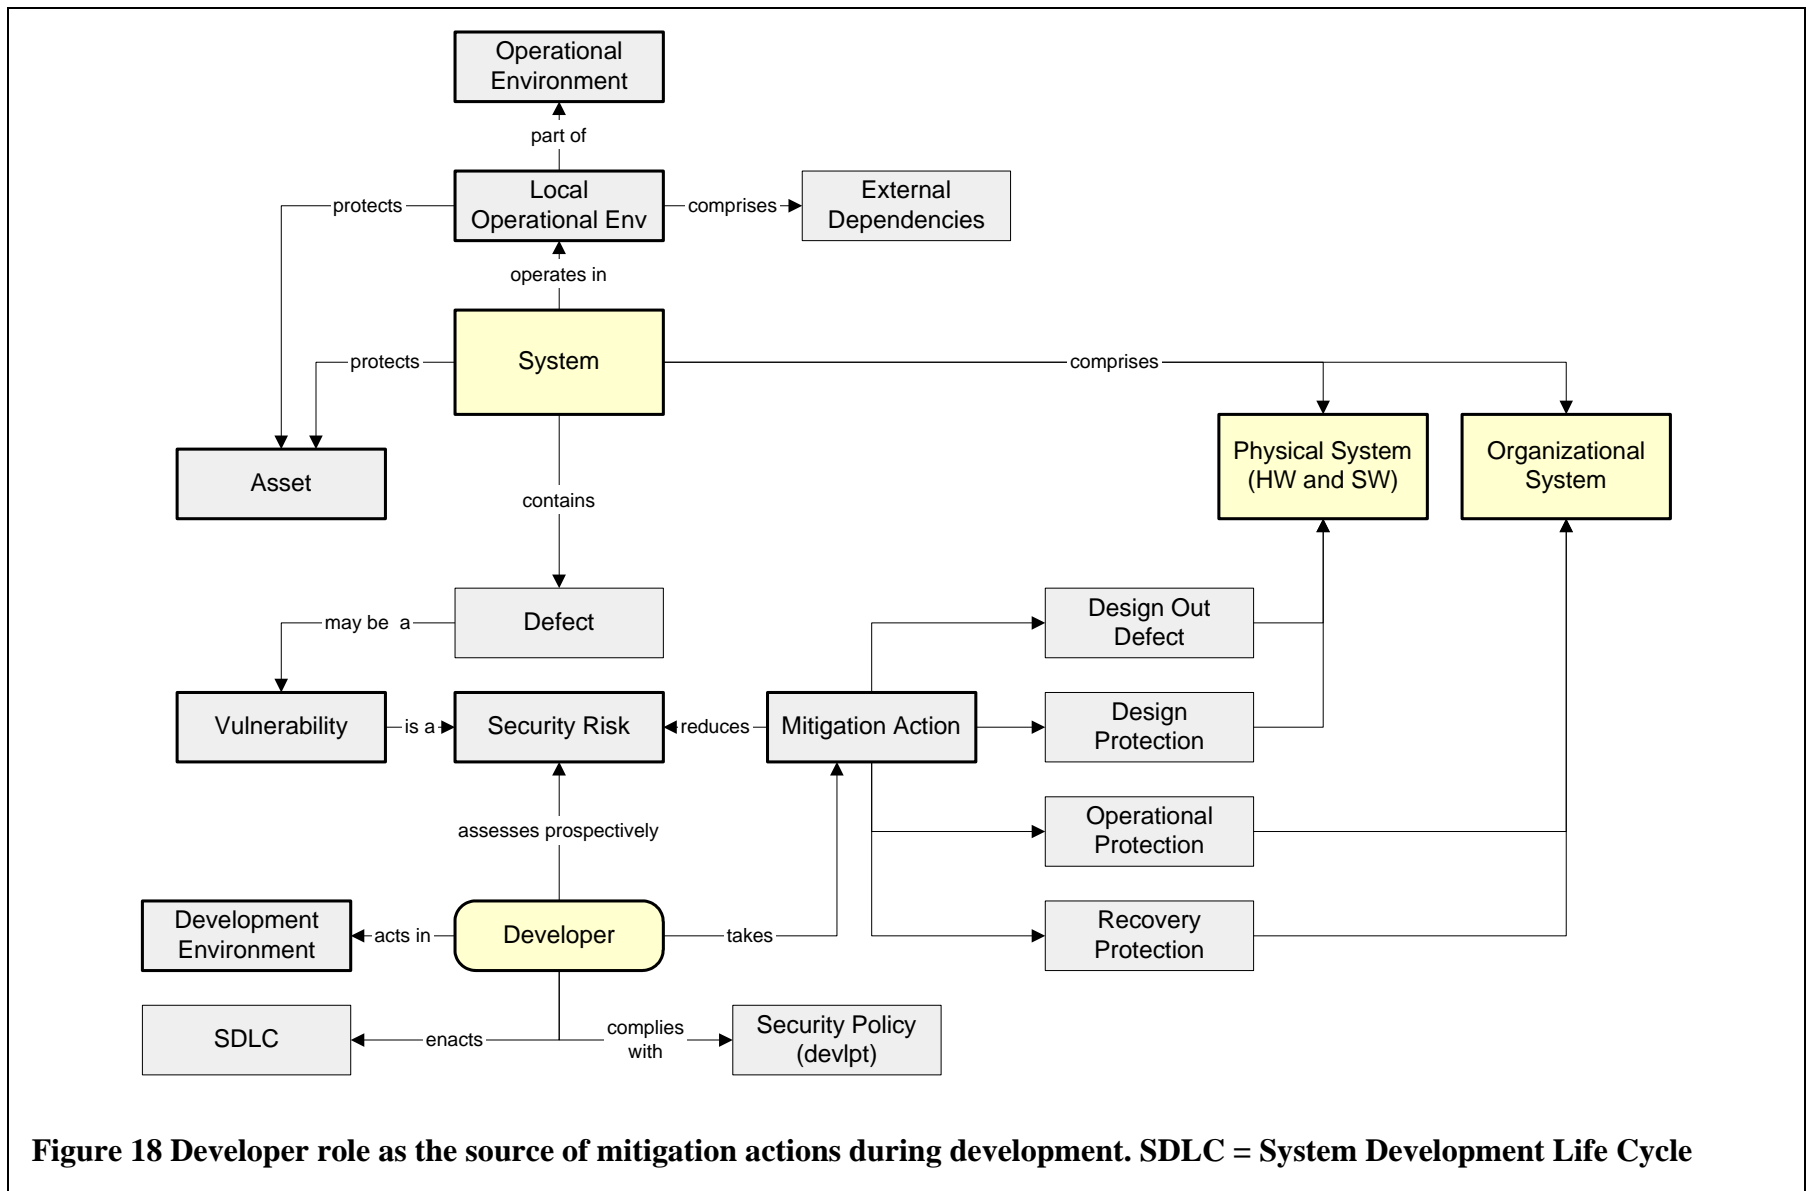 Operational
Environment
part of
Local
Operational Env
protects
comprises
External
Dependencies
operates in
System
protects
comprises
Asset
Physical System
(HW and SW)
Organizational
System
contains
Defect
may be a
Design Out
Defect
Vulnerability
is a
Security Risk
reduces
Mitigation Action
Design
Protection
assesses prospectively
Operational
Protection
Development
Environment
acts in
Developer
takes
Recovery
Protection
SDLC
enacts
complies
with
Security Policy
(devlpt)
Figure 18 Developer role as the source of mitigation actions during development. SDLC = System Development Life Cycle